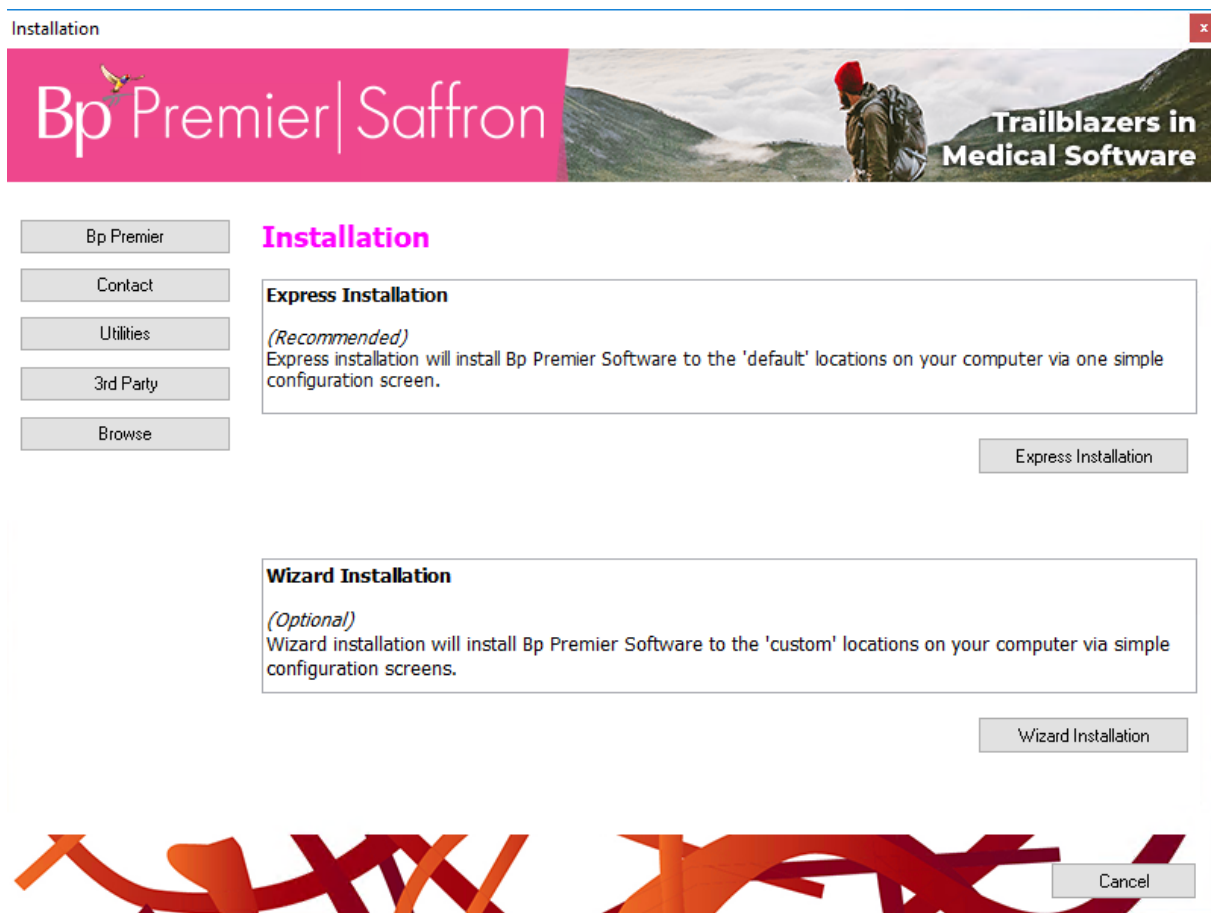 Installation
x
Bp Premier | Saffron
Trailblazers in
Medical Software
Bp Premier
Contact
Utilities
3rd Party
Browse
Installation
Express Installation
(Recommended)
Express installation will install Bp Premier Software to the 'default' locations on your computer via one simple
configuration screen.
Express Installation
Wizard Installation
(Optional)
Wizard installation will install Bp Premier Software to the 'custom' locations on your computer via simple
configuration screens.
Wizard Installation
Cancel